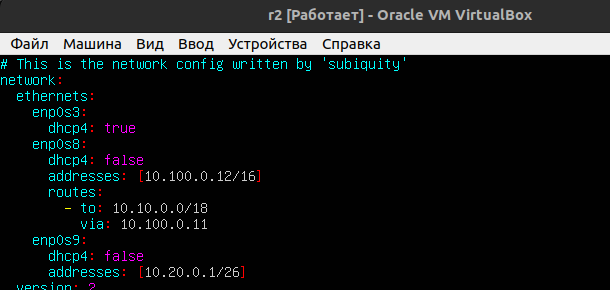 r2 [Работает] - Oracle VM VirtualBox
Файл Машина Вид Ввод Устройства Справка
# This is the network config written by 'subiquity'
network:
  ethernets:
    enp0s3:
      dhcp4: true
    enp0s8:
      dhcp4: false
      addresses: [10.100.0.12/16]
      routes:
        - to: 10.10.0.0/18
          via: 10.100.0.11
    enp0s9:
      dhcp4: false
      addresses: [10.20.0.1/26]
  version: 2